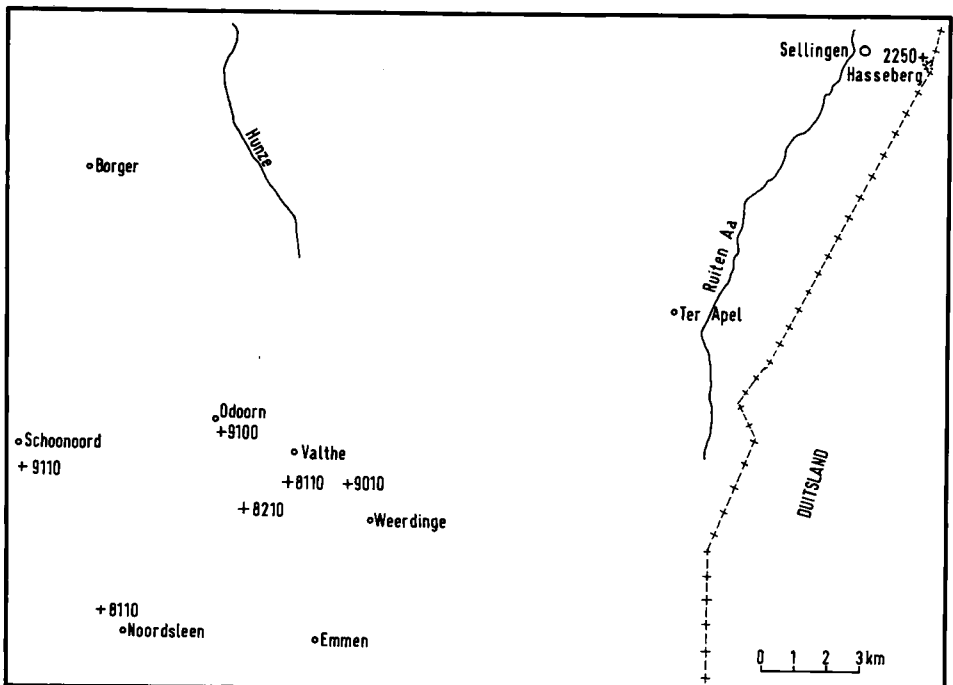 Sellingen
2250+
Hasseberg
Hunze
Borger
Ruiten Aa
Ter Apel
Odoorn
+9100
Schoonoord
+9110
Valthe
+8110 +9010
+8210
Weerdinge
DUITSLAND
+8110
Noordsleen
Emmen
0 1 2 3km